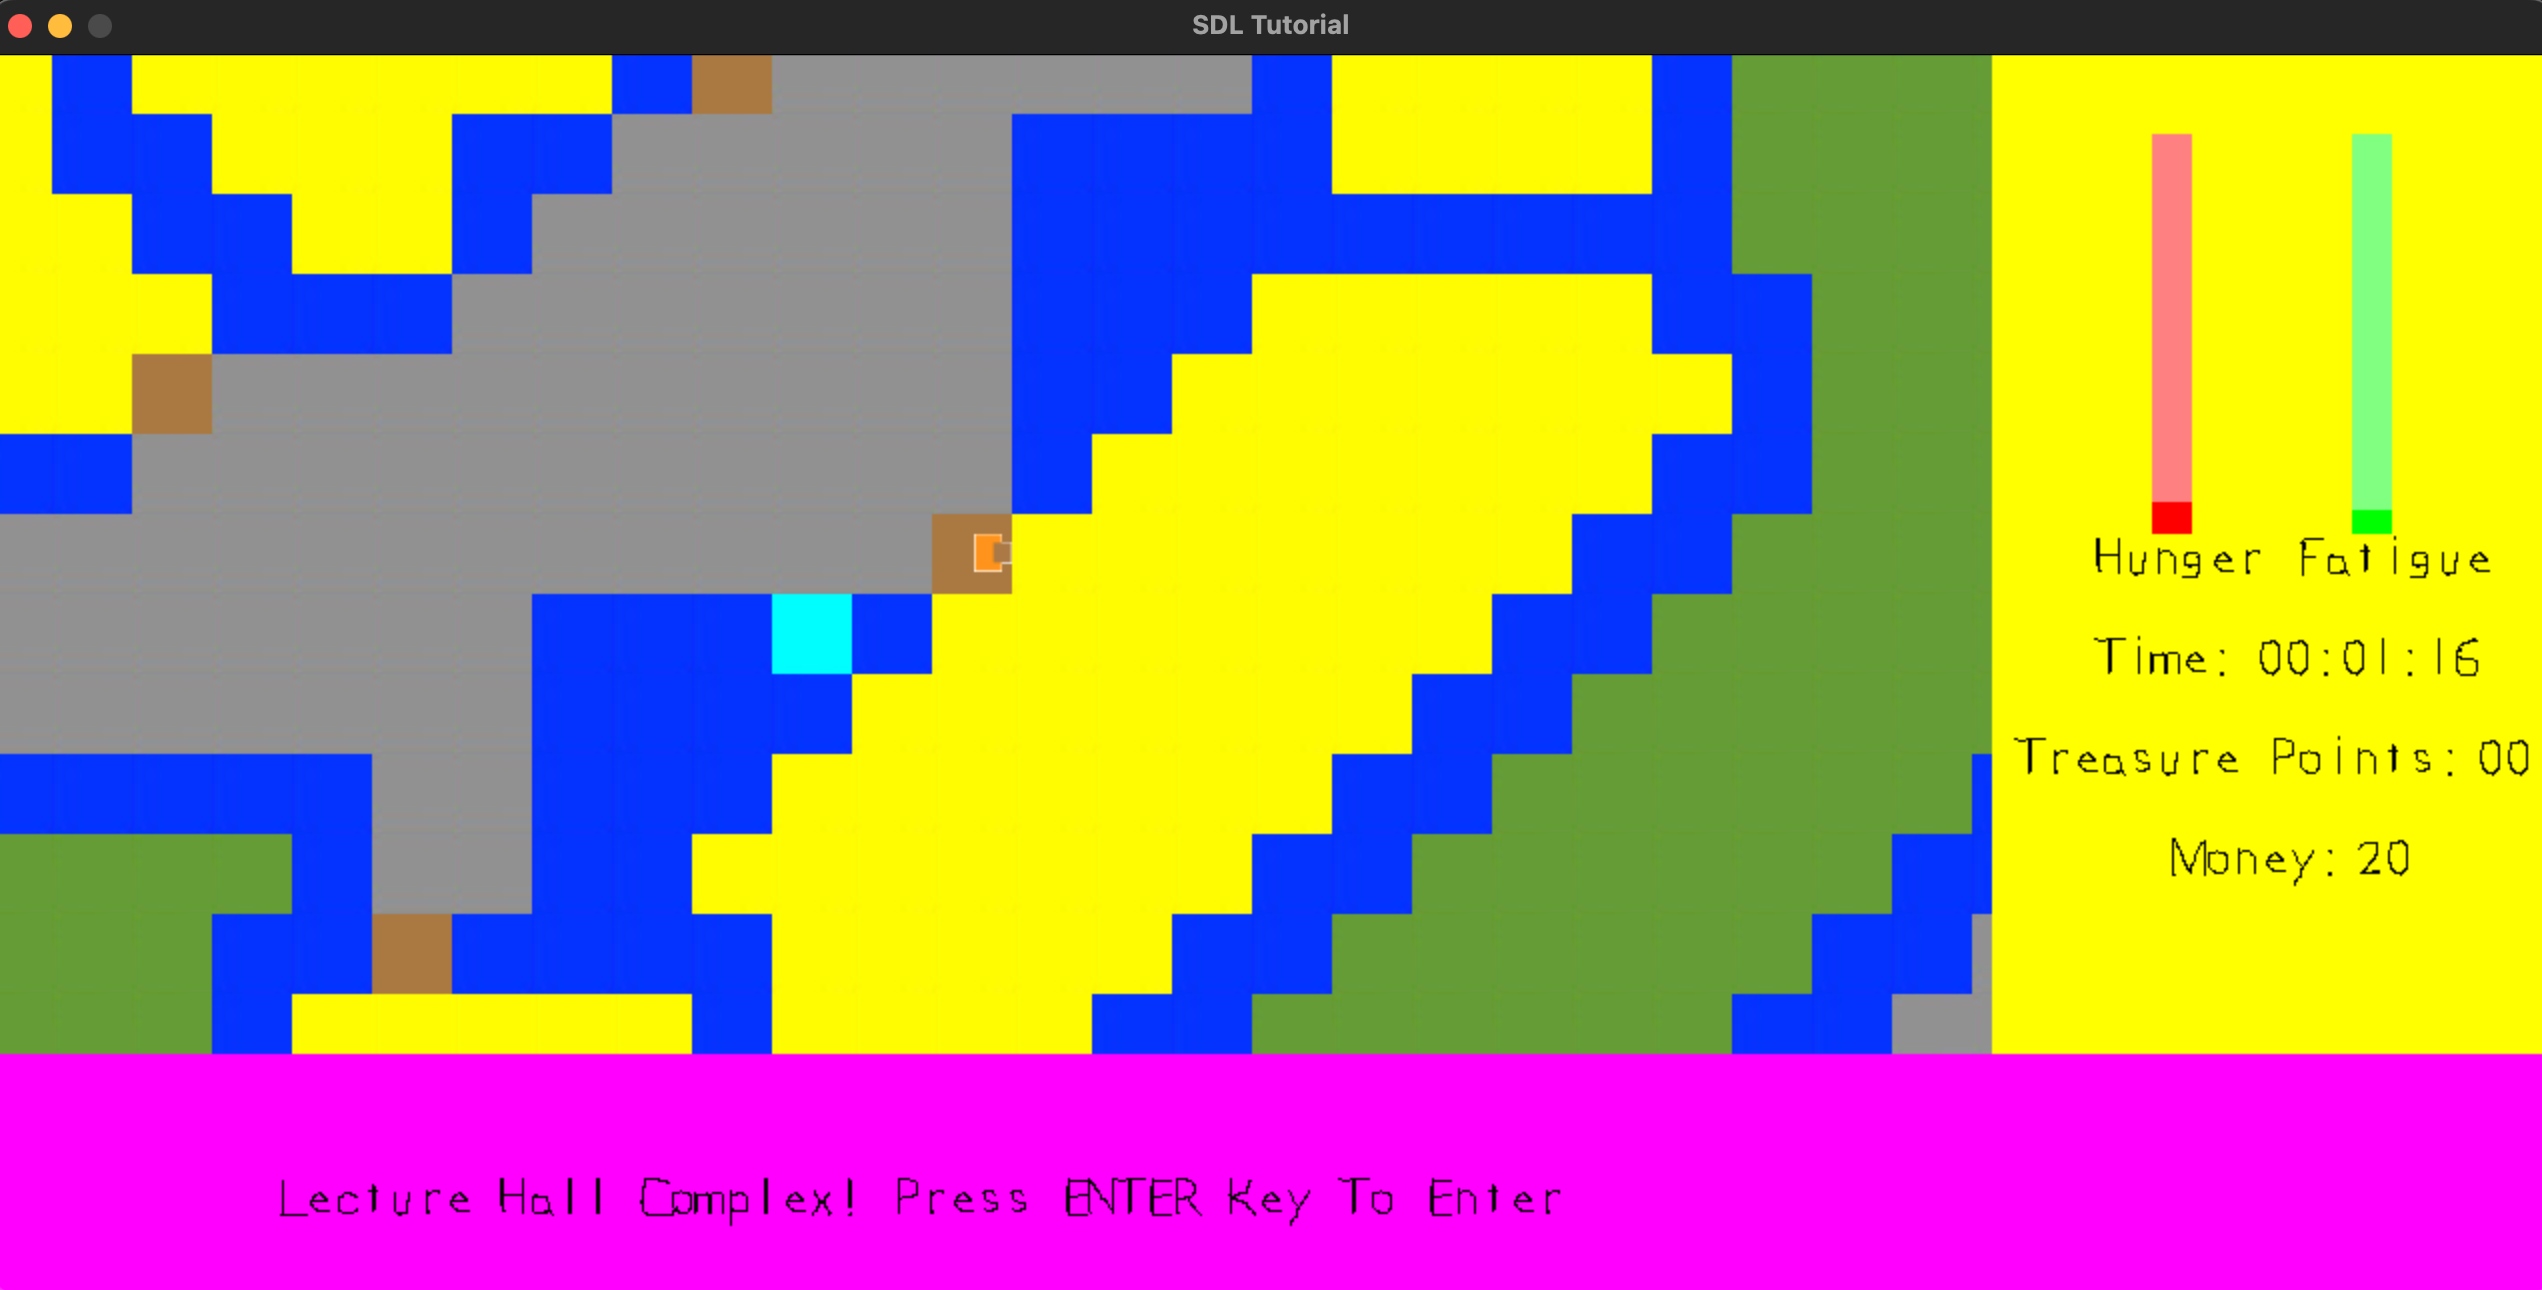 SDL Tutorial
Hunger Fatigue
Time: 00:01:16
Treasure Points: 00
Money: 20
Lecture Hall Complex! Press ENTER Key To Enter